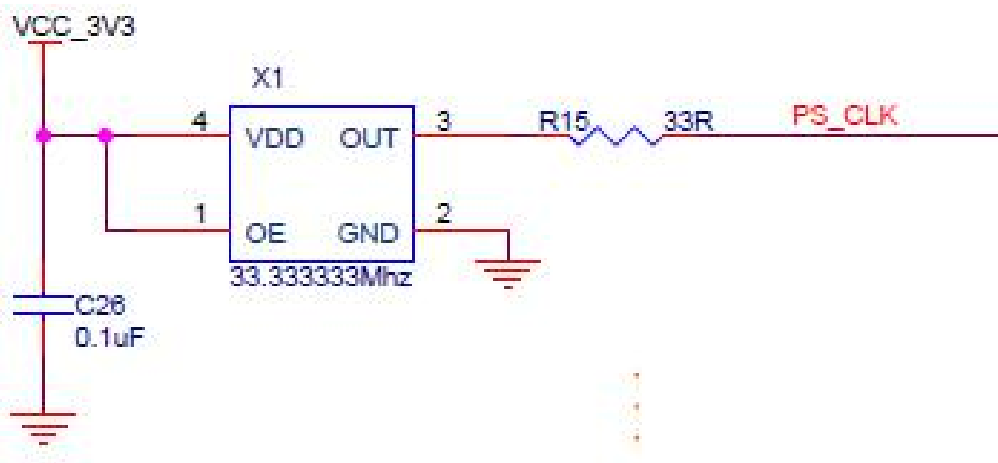 VCC_3V3
X1
4 VDD OUT 3 R15 33R PS_CLK
1 OE GND 2
33.333333Mhz
C26
0.1uF